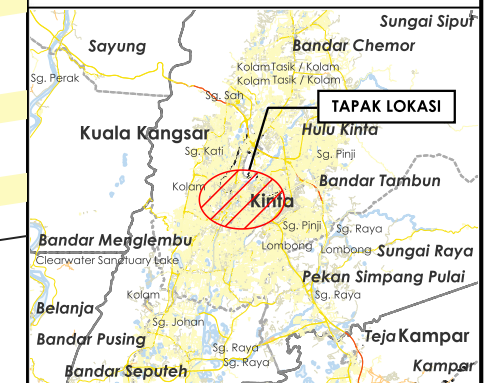 Sungai Siput
Sayung
Bandar Chemor
Kolam Tasik / Kolam
Kolam Tasik / Kolam
Sg. Perak
Sg. Sah
TAPAK LOKASI
Kuala Kangsar
Hulu Kinta
Sg. Kati
Sg. Pinji
Kolam
Bandar Tambun
Kinta
Sg. Pinji
Sg. Raya
Bandar Menglembu
Lombong
Lombong
Sungai Raya
Clearwater Sanctuary Lake
Pekan Simpang Pulai
Kolam
Sg. Raya
Belanja
Sg. Johan
Bandar Pusing
Teja
Kampar
Sg. Raya
Sg. Raya
Bandar Seputeh
Kampar